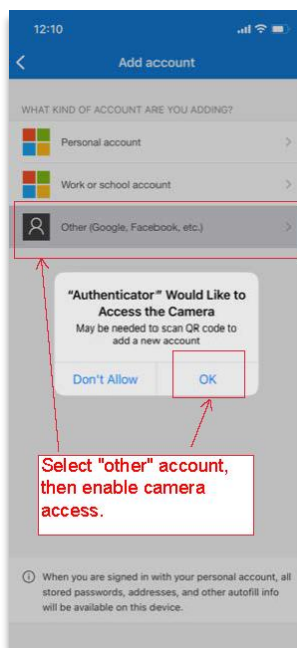 12:10
Add account
WHAT KIND OF ACCOUNT ARE YOU ADDING?
Personal account
Work or school account
Other (Google, Facebook, etc.)
"Authenticator" Would Like to
Access the Camera
May be needed to scan QR code to
add a new account
Don't Allow
OK
Select "other" account,
then enable camera
access.
When you are signed in with your personal account, all
stored passwords, addresses, and other autofill info
will be available on this device.